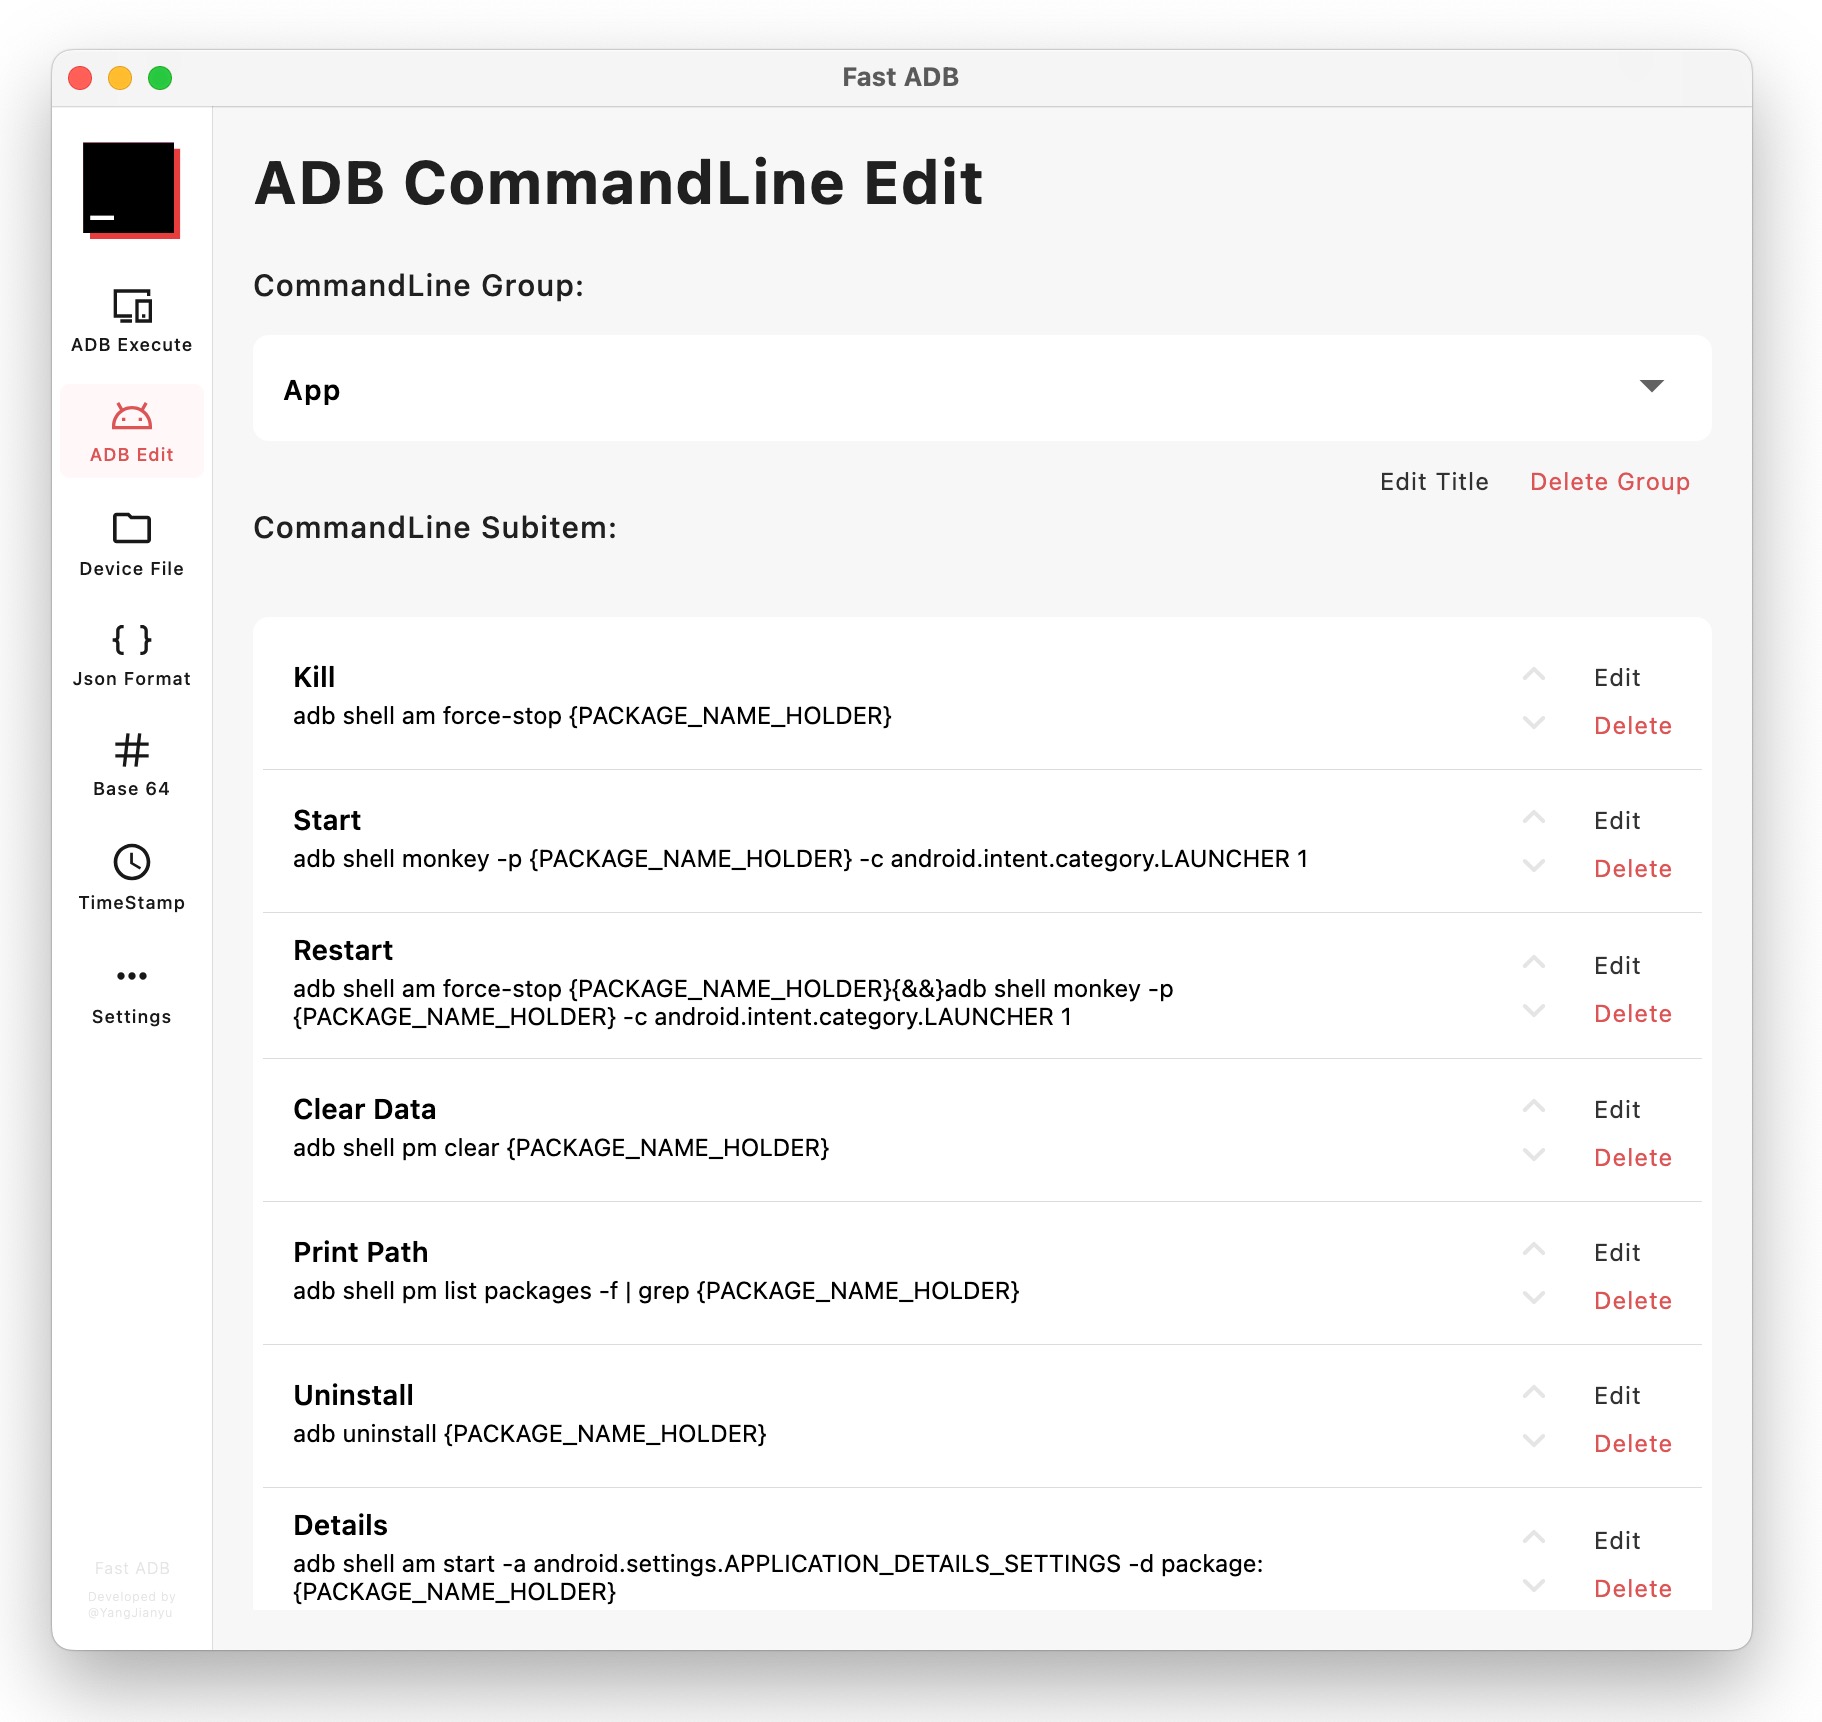 Fast ADB
ADB Execute
ADB Edit
Device File
Json Format
Base 64
TimeStamp
Settings
Fast ADB
Developed by
@YangJianyu
ADB CommandLine Edit
CommandLine Group:
App
Edit Title
Delete Group
CommandLine Subitem:
Kill
adb shell am force-stop {PACKAGE_NAME_HOLDER}
Edit
Delete
Start
adb shell monkey -p {PACKAGE_NAME_HOLDER} -c android.intent.category.LAUNCHER 1
Edit
Delete
Restart
adb shell am force-stop {PACKAGE_NAME_HOLDER}{&&}adb shell monkey -p
{PACKAGE_NAME_HOLDER} -c android.intent.category.LAUNCHER 1
Edit
Delete
Clear Data
adb shell pm clear {PACKAGE_NAME_HOLDER}
Edit
Delete
Print Path
adb shell pm list packages -f | grep {PACKAGE_NAME_HOLDER}
Edit
Delete
Uninstall
adb uninstall {PACKAGE_NAME_HOLDER}
Edit
Delete
Details
adb shell am start -a android.settings.APPLICATION_DETAILS_SETTINGS -d package:
{PACKAGE_NAME_HOLDER}
Edit
Delete